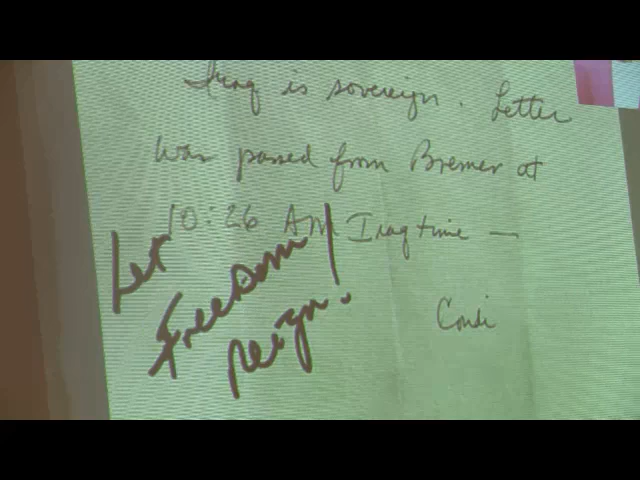 Iraq is sovereign. Letter
was passed from Bremer at
10:26 AM Iraq time —
Condi
Let
Freedom
Reign!